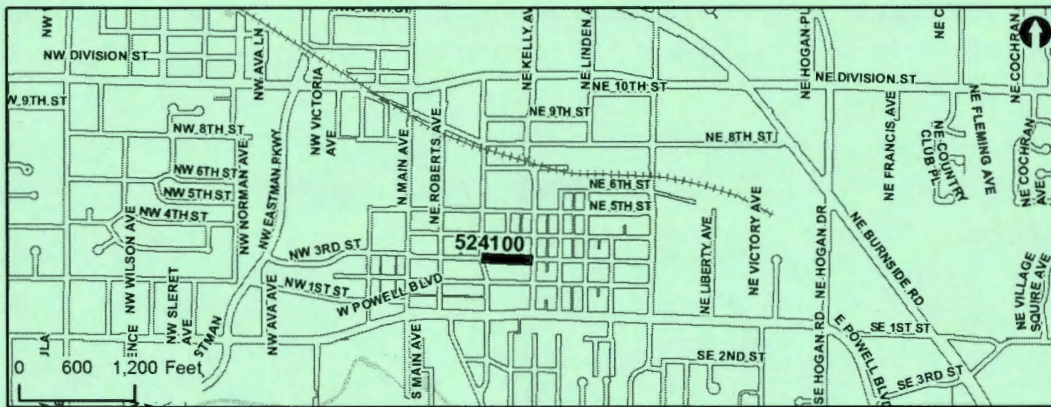 NW DIVISION ST
NW AVA LN
NW VICTORIA
AVE
NE KELLY A
NE LINDEN A
NE HOGAN PL
NE DIVISION ST
NE C
NE COCHRAN
W 9TH ST
NE 10TH ST
NE 9TH ST
NW 8TH ST
NE 8TH ST
N MAIN AVE
NE ROBERTS AVE
NE FRANCIS AVE
NE COUNTRY
CLUB PL
NE FLEMING AVE
NE COCHRAN
AVE
NW 6TH ST
NW 5TH ST
NW 4TH ST
NW NORMAN AVE
NW EASTMAN PKWY
NE 6TH ST
NE 5TH ST
NW WILSON AVE
NW SLERET
AVE
NW 3RD ST
524100
NE LIBERTY AVE
NE VICTORY AVE
NE HOGAN DR
NE BURNSIDE RD
NW 1ST ST
W POWELL BLVD
NW AVA AVE
STMAN
ULA
ENCE
S MAIN AVE
NE HOGAN RD
SE HOGAN RD
E POWELL BLVD
SE 1ST ST
SE 2ND ST
SE 3RD ST
NE VILLAGE
SQUIRE AVE
0 600 1,200 Feet